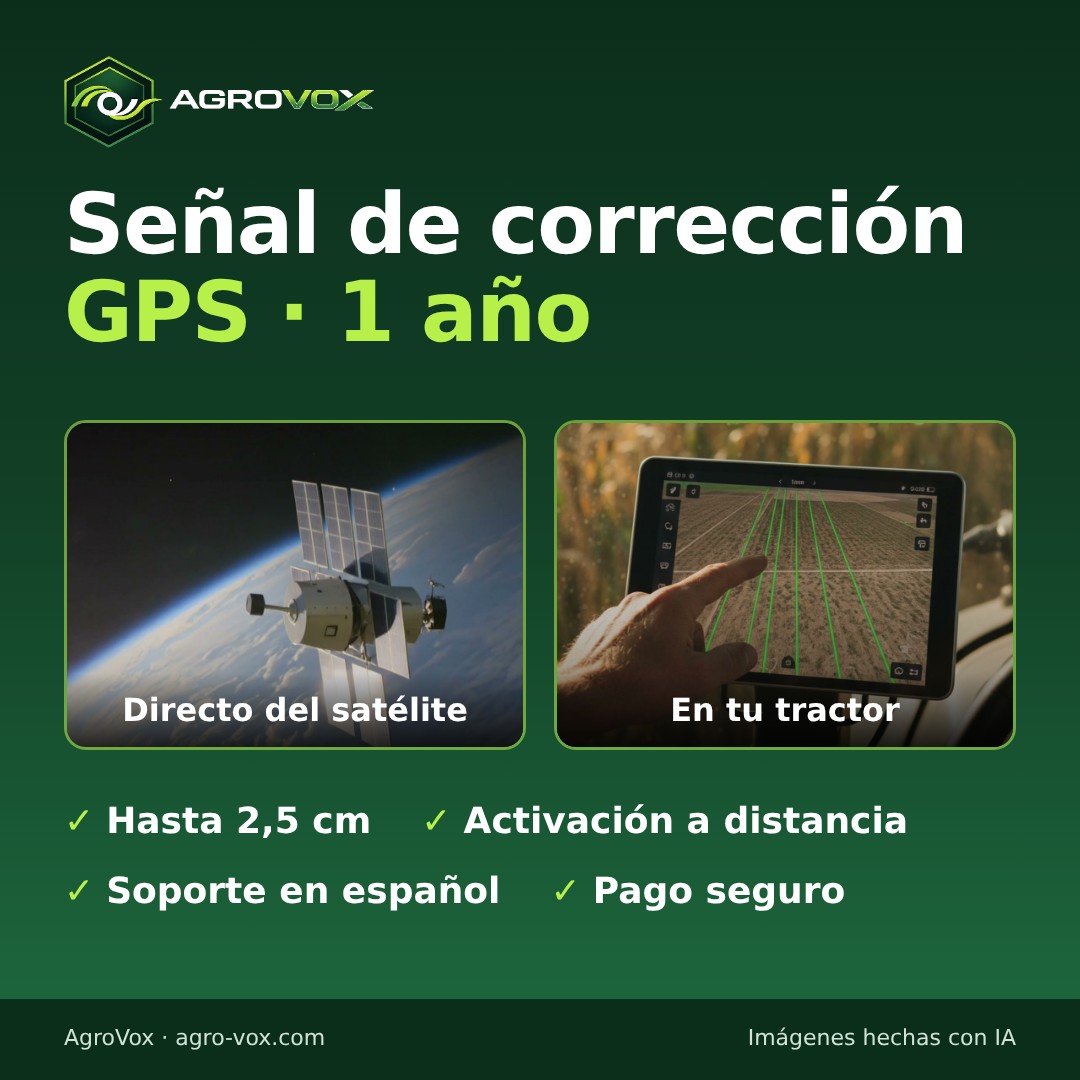 AGROVOX
Señal de corrección
GPS · 1 año
Directo del satélite
En tu tractor
✓ Hasta 2,5 cm ✓ Activación a distancia
✓ Soporte en español ✓ Pago seguro
AgroVox · agro-vox.com
Imágenes hechas con IA